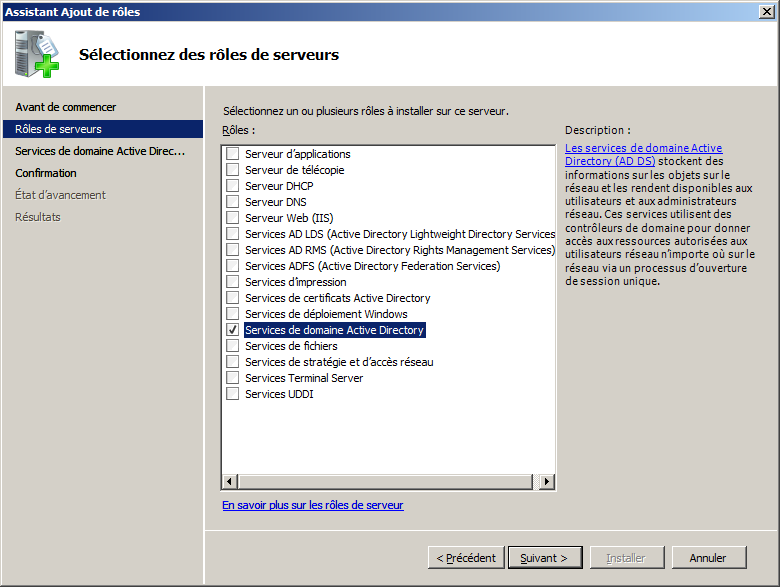 Assistant Ajout de rôles
Sélectionnez des rôles de serveurs
Avant de commencer
Rôles de serveurs
Services de domaine Active Direc...
Confirmation
État d'avancement
Résultats
Sélectionnez un ou plusieurs rôles à installer sur ce serveur.
Rôles :
Serveur d'applications
Serveur de télécopie
Serveur DHCP
Serveur DNS
Serveur Web (IIS)
Services AD LDS (Active Directory Lightweight Directory Services
Services AD RMS (Active Directory Rights Management Services)
Services ADFS (Active Directory Federation Services)
Services d'impression
Services de certificats Active Directory
Services de déploiement Windows
Services de domaine Active Directory
Services de fichiers
Services de stratégie et d'accès réseau
Services Terminal Server
Services UDDI
En savoir plus sur les rôles de serveur
Description :
Les services de domaine Active
Directory (AD DS) stockent des
informations sur les objets sur le
réseau et les rendent disponibles aux
utilisateurs et aux administrateurs
réseau. Ces services utilisent des
contrôleurs de domaine pour donner
accès aux ressources autorisées aux
utilisateurs réseau n'importe où sur le
réseau via un processus d'ouverture
de session unique.
< Précédent
Suivant >
Installer
Annuler